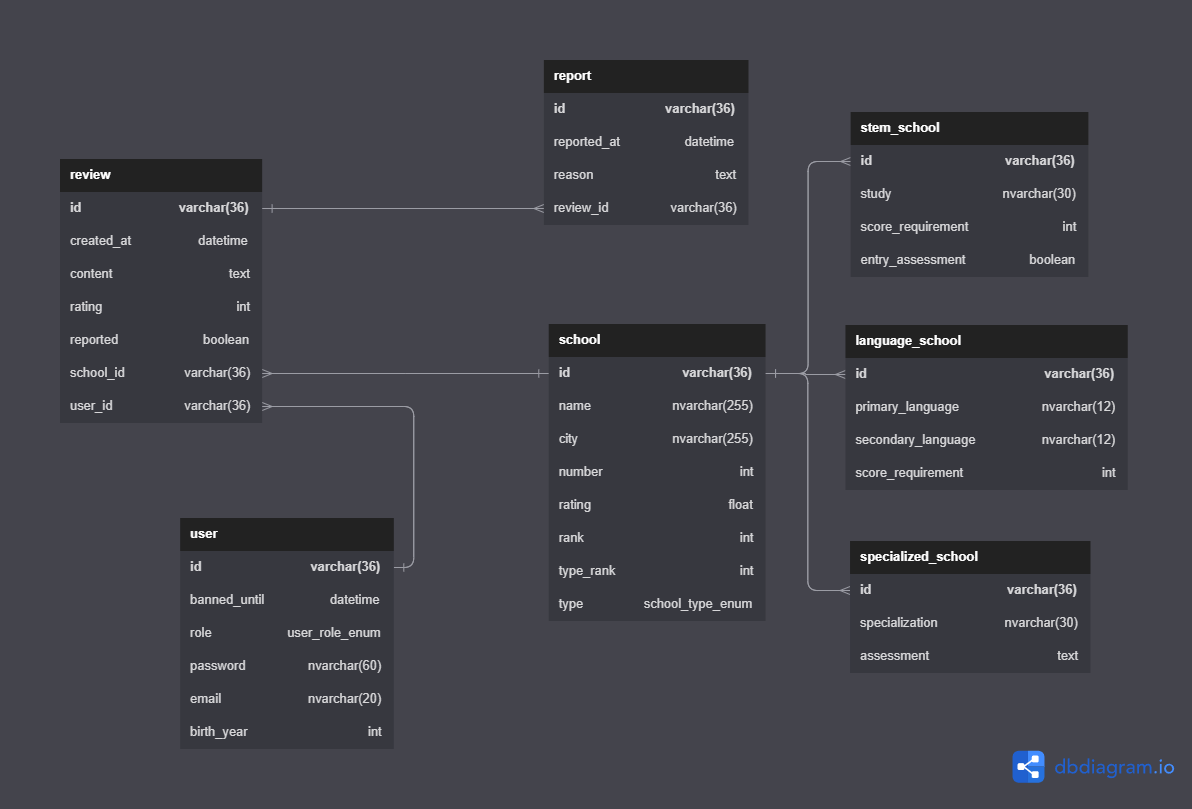 report
id varchar(36)
reported_at datetime
reason text
review_id varchar(36)
stem_school
id varchar(36)
study nvarchar(30)
score_requirement int
entry_assessment boolean
review
id varchar(36)
created_at datetime
content text
rating int
reported boolean
school_id varchar(36)
user_id varchar(36)
school
id varchar(36)
name nvarchar(255)
city nvarchar(255)
number int
rating float
rank int
type_rank int
type school_type_enum
language_school
id varchar(36)
primary_language nvarchar(12)
secondary_language nvarchar(12)
score_requirement int
user
id varchar(36)
banned_until datetime
role user_role_enum
password nvarchar(60)
email nvarchar(20)
birth_year int
specialized_school
id varchar(36)
specialization nvarchar(30)
assessment text
dbdiagram.io